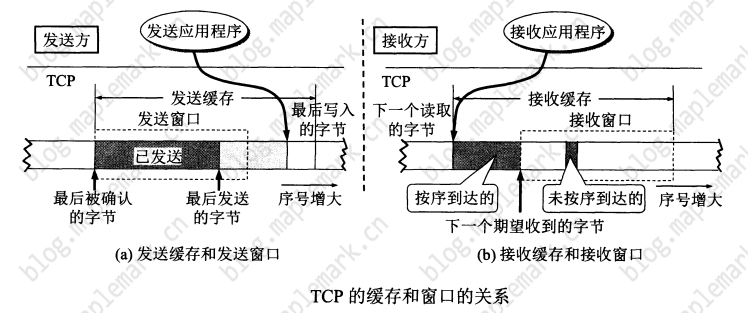 发送方
发送应用程序
TCP
发送缓存
最后写入
的字节
发送窗口
已发送
最后被确认
的字节
最后发送
的字节
序号增大
(a) 发送缓存和发送窗口
接收方
接收应用程序
TCP
下一个读取
的字节
接收缓存
接收窗口
按序到达的
未按序到达的
序号增大
下一个期望收到的字节
(b) 接收缓存和接收窗口
TCP 的缓存和窗口的关系
blog.maplemark.cn